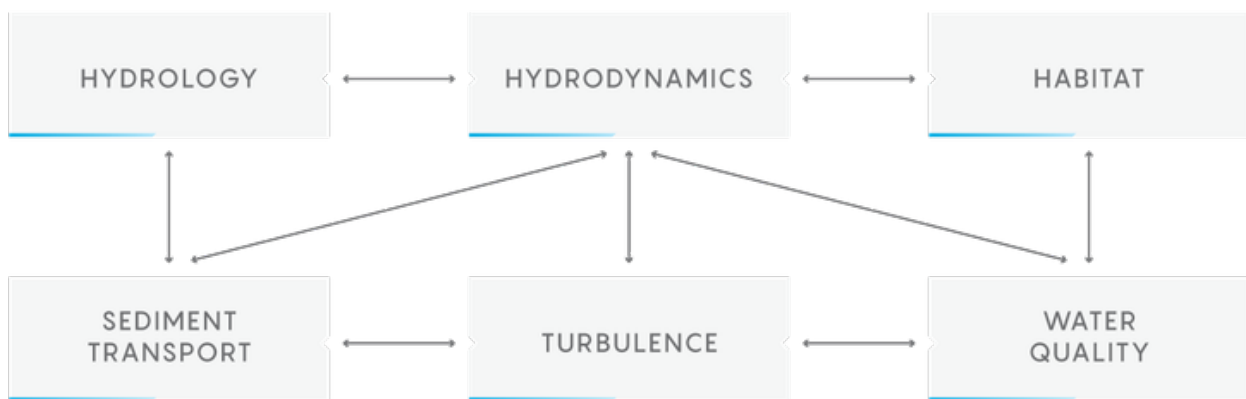 HYDROLOGY
HYDRODYNAMICS
HABITAT
SEDIMENT
TRANSPORT
TURBULENCE
WATER
QUALITY